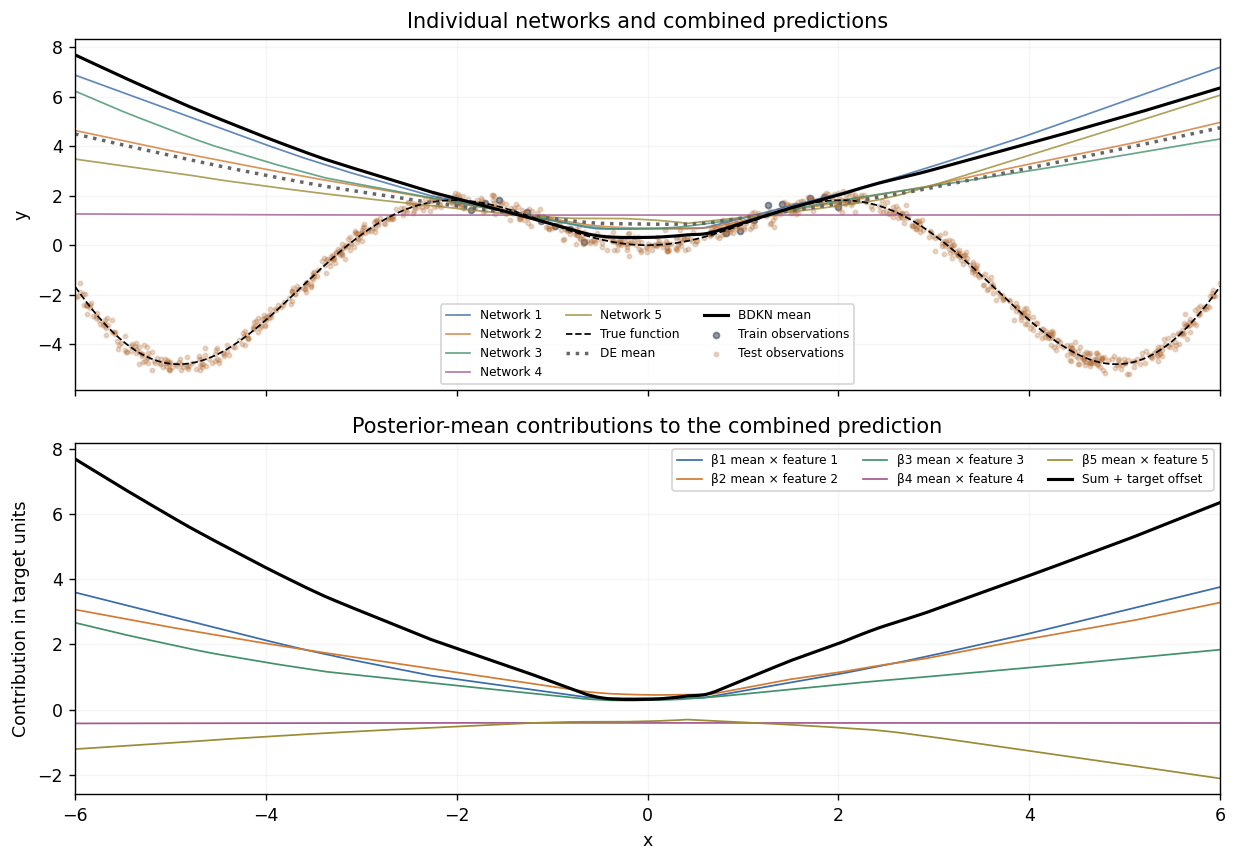 Individual networks and combined predictions
8
6
4
2
0
−2
−4
y
Network 1
Network 2
Network 3
Network 4
Network 5
True function
DE mean
BDKN mean
Train observations
Test observations
Posterior-mean contributions to the combined prediction
8
6
4
2
0
−2
Contribution in target units
β1 mean × feature 1
β2 mean × feature 2
β3 mean × feature 3
β4 mean × feature 4
β5 mean × feature 5
Sum + target offset
−6 −4 −2 0 2 4 6
x